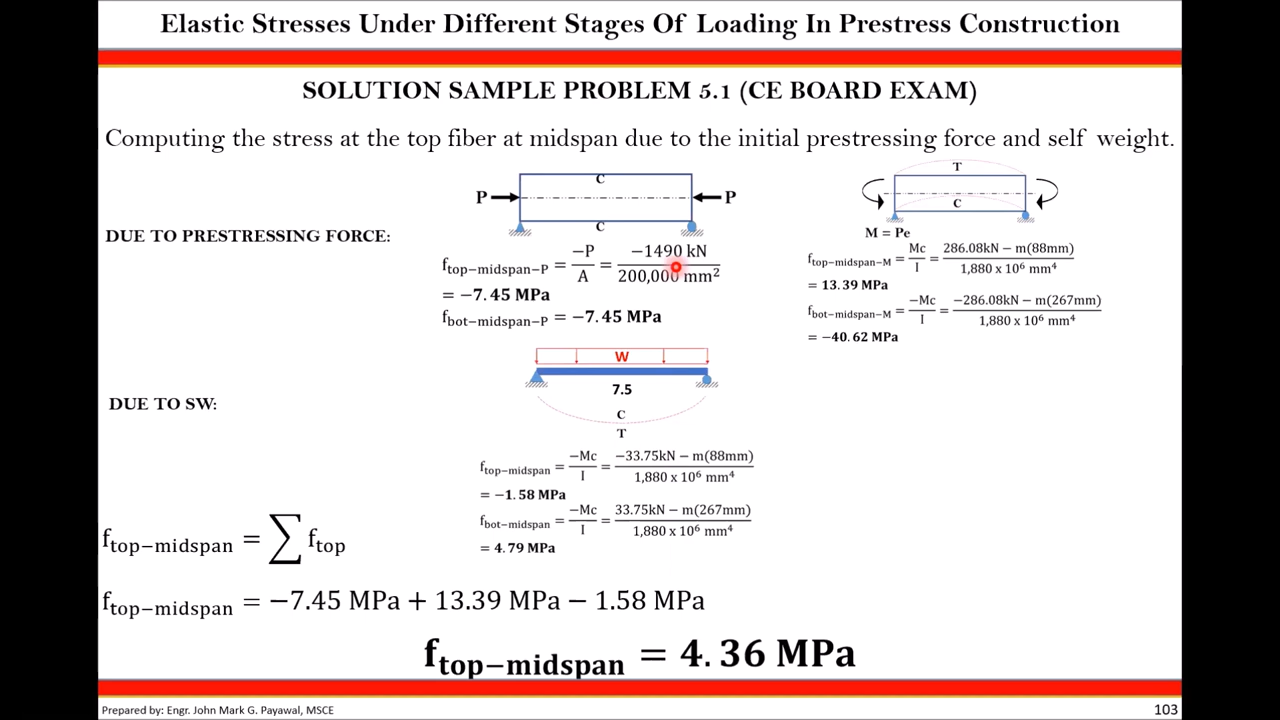 Elastic Stresses Under Different Stages Of Loading In Prestress Construction
SOLUTION SAMPLE PROBLEM 5.1 (CE BOARD EXAM)
Computing the stress at the top fiber at midspan due to the initial prestressing force and self weight.
C
P
P
C
T
C
M = Pe
DUE TO PRESTRESSING FORCE:
f_top−midspan−P = −P/A = −1490 kN / 200,000 mm²
= −7.45 MPa
f_bot−midspan−P = −7.45 MPa
f_top−midspan−M = Mc/I = 286.08kN − m(88mm) / 1,880 x 10⁶ mm⁴
= 13.39 MPa
f_bot−midspan−M = −Mc/I = −286.08kN − m(267mm) / 1,880 x 10⁶ mm⁴
= −40.62 MPa
W
7.5
C
T
DUE TO SW:
f_top−midspan = −Mc/I = −33.75kN − m(88mm) / 1,880 x 10⁶ mm⁴
= −1.58 MPa
f_bot−midspan = −Mc/I = 33.75kN − m(267mm) / 1,880 x 10⁶ mm⁴
= 4.79 MPa
f_top−midspan = ∑ f_top
f_top−midspan = −7.45 MPa + 13.39 MPa − 1.58 MPa
f_top−midspan = 4.36 MPa
Prepared by: Engr. John Mark G. Payawal, MSCE
103